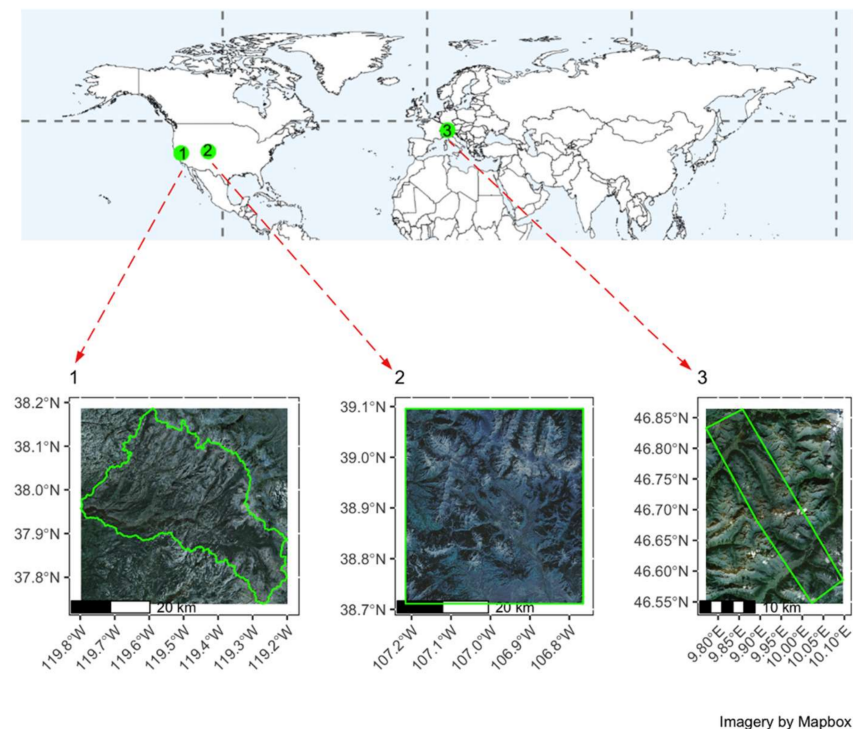 1 2 3
1 2 3
38.2°N
38.1°N
38.0°N
37.9°N
37.8°N
20 km
119.8°W 119.7°W 119.6°W 119.5°W 119.4°W 119.3°W 119.2°W
39.1°N
39.0°N
38.9°N
38.8°N
38.7°N
20 km
107.2°W 107.1°W 107.0°W 106.9°W 106.8°W
46.85°N
46.80°N
46.75°N
46.70°N
46.65°N
46.60°N
46.55°N
10 km
9.80°E 9.85°E 9.90°E 9.95°E 10.00°E 10.05°E 10.10°E
Imagery by Mapbox